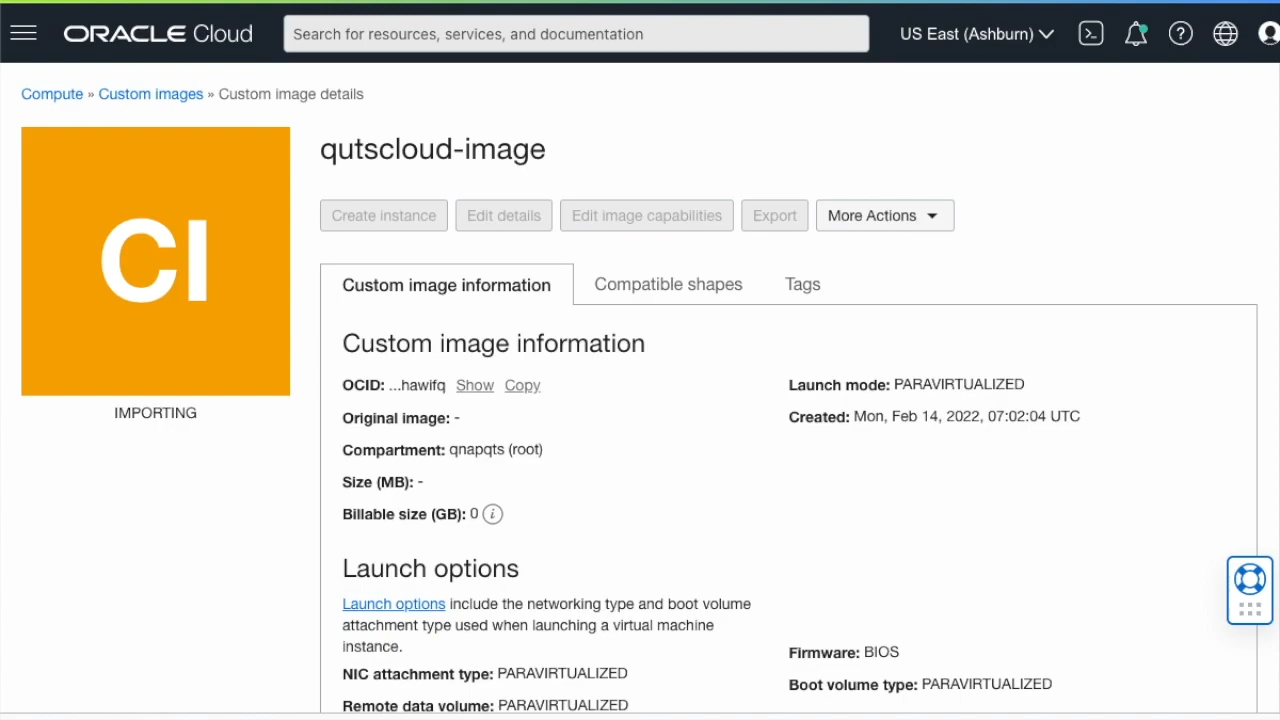 ORACLE Cloud
Search for resources, services, and documentation
US East (Ashburn)
Compute » Custom images » Custom image details
CI
IMPORTING
qutscloud-image
Create instance
Edit details
Edit image capabilities
Export
More Actions
Custom image information
Compatible shapes
Tags
Custom image information
OCID: ...hawifq Show Copy
Original image: -
Compartment: qnapqts (root)
Size (MB): -
Billable size (GB): 0 i
Launch mode: PARAVIRTUALIZED
Created: Mon, Feb 14, 2022, 07:02:04 UTC
Launch options
Launch options include the networking type and boot volume
attachment type used when launching a virtual machine
instance.
NIC attachment type: PARAVIRTUALIZED
Remote data volume: PARAVIRTUALIZED
Firmware: BIOS
Boot volume type: PARAVIRTUALIZED